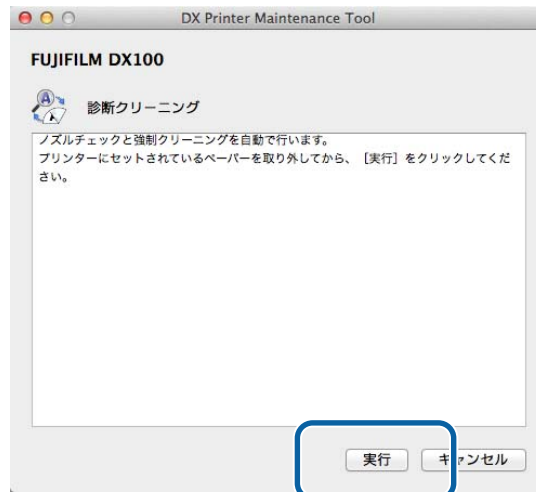 DX Printer Maintenance Tool
FUJIFILM DX100
診断クリーニング
ノズルチェックと強制クリーニングを自動で行います。
プリンターにセットされているペーパーを取り外してから、［実行］をクリックしてくだ
さい。
実行 キャンセル